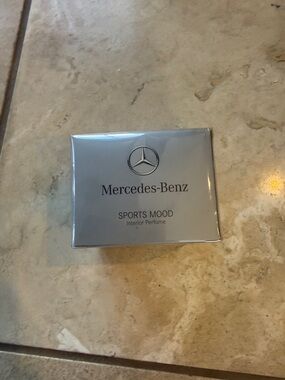 Mercedes-Benz
SPORTS MOOD
Interior Perfume